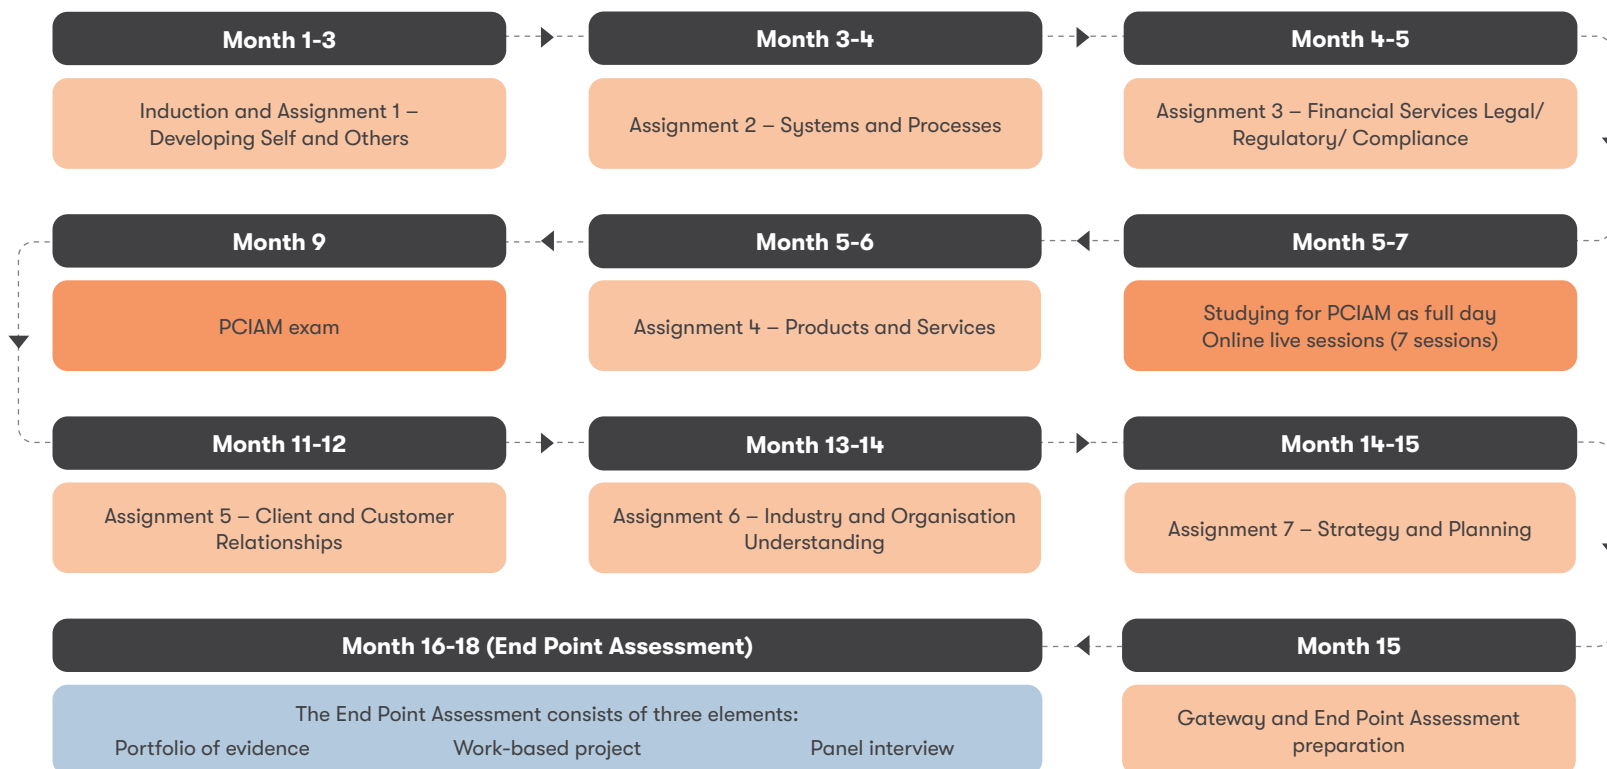 Month 1-3
Induction and Assignment 1 –
Developing Self and Others
Month 3-4
Assignment 2 – Systems and Processes
Month 4-5
Assignment 3 – Financial Services Legal/
Regulatory/ Compliance
Month 5-7
Studying for PCIAM as full day
Online live sessions (7 sessions)
Month 5-6
Assignment 4 – Products and Services
Month 9
PCIAM exam
Month 11-12
Assignment 5 – Client and Customer
Relationships
Month 13-14
Assignment 6 – Industry and Organisation
Understanding
Month 14-15
Assignment 7 – Strategy and Planning
Month 15
Gateway and End Point Assessment
preparation
Month 16-18 (End Point Assessment)
The End Point Assessment consists of three elements:
Portfolio of evidence
Work-based project
Panel interview